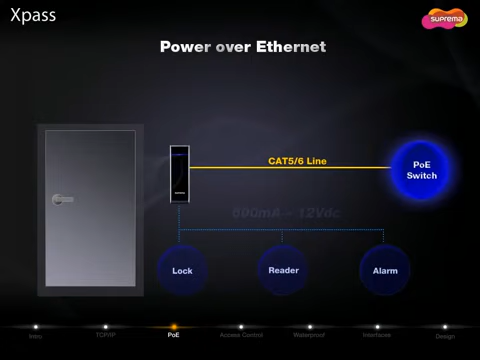 Xpass
suprema
Power over Ethernet
CAT5/6 Line
PoE
Switch
600mA - 12Vdc
Lock
Reader
Alarm
Intro
TCP/IP
PoE
Access Control
Waterproof
Interfaces
Design